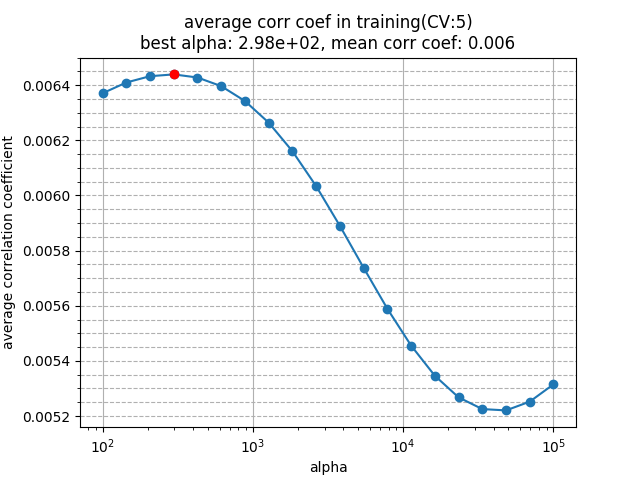 average corr coef in training(CV:5)
best alpha: 2.98e+02, mean corr coef: 0.006
average correlation coefficient
0.0064
0.0062
0.0060
0.0058
0.0056
0.0054
0.0052
10² 10³ 10⁴ 10⁵
alpha